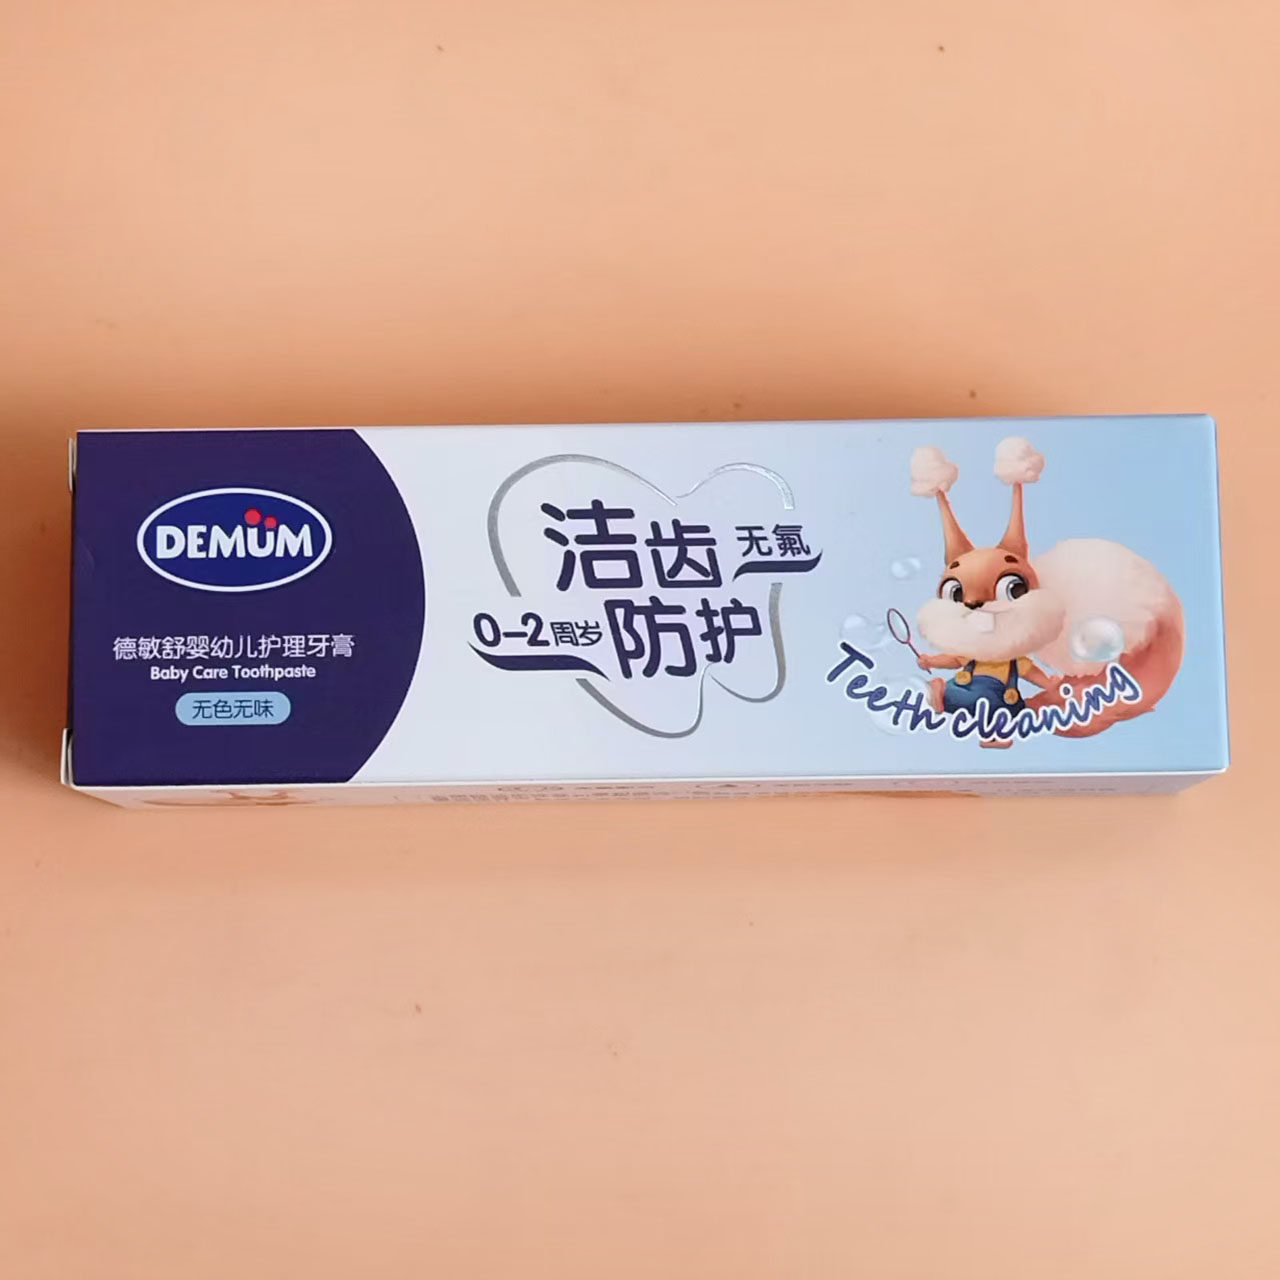 DEMÜM
德敏舒婴幼儿护理牙膏
Baby Care Toothpaste
无色无味
洁齿 无氟
0-2周岁 防护
Teeth cleaning